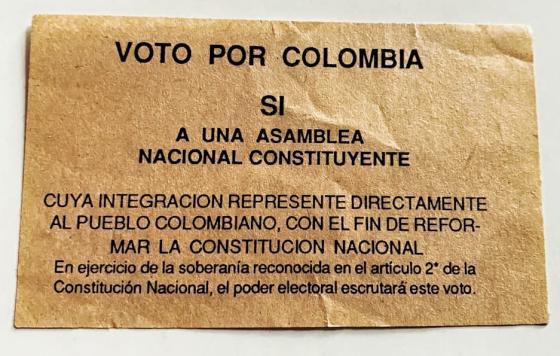 VOTO POR COLOMBIA
SI
A UNA ASAMBLEA
NACIONAL CONSTITUYENTE
CUYA INTEGRACION REPRESENTE DIRECTAMENTE
AL PUEBLO COLOMBIANO, CON EL FIN DE REFOR-
MAR LA CONSTITUCION NACIONAL
En ejercicio de la soberanía reconocida en el artículo 2° de la
Constitución Nacional, el poder electoral escrutará este voto.